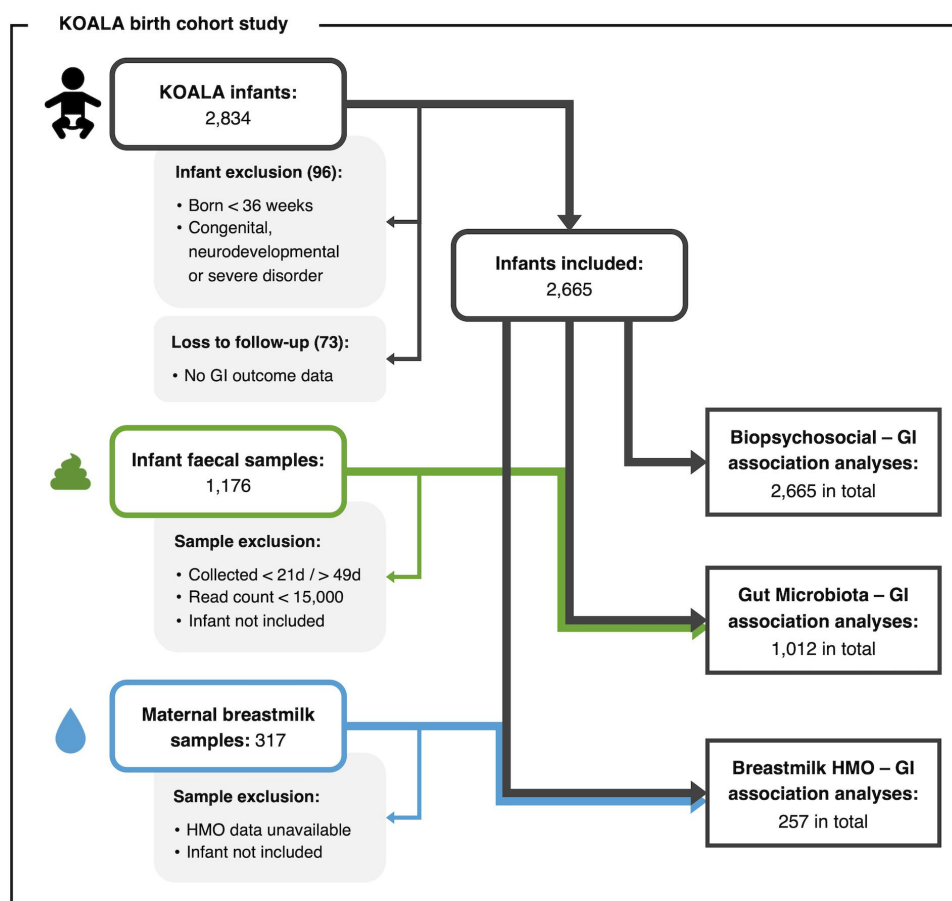 KOALA birth cohort study
KOALA infants:
2,834
Infant exclusion (96):
• Born < 36 weeks
• Congenital,
neurodevelopmental
or severe disorder
Loss to follow-up (73):
• No GI outcome data
Infants included:
2,665
Infant faecal samples:
1,176
Sample exclusion:
• Collected < 21d / > 49d
• Read count < 15,000
• Infant not included
Maternal breastmilk
samples: 317
Sample exclusion:
• HMO data unavailable
• Infant not included
Biopsychosocial – GI
association analyses:
2,665 in total
Gut Microbiota – GI
association analyses:
1,012 in total
Breastmilk HMO – GI
association analyses:
257 in total